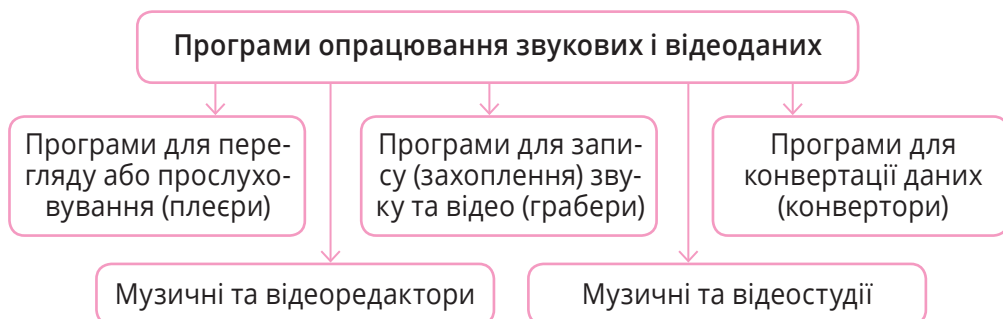 Програми опрацювання звукових і відеоданих
Програми для пере-
гляду або прослухо-
вування (плеєри)
Програми для запи-
су (захоплення) зву-
ку та відео (грабери)
Програми для
конвертації даних
(конвертори)
Музичні та відеоредактори
Музичні та відеостудії